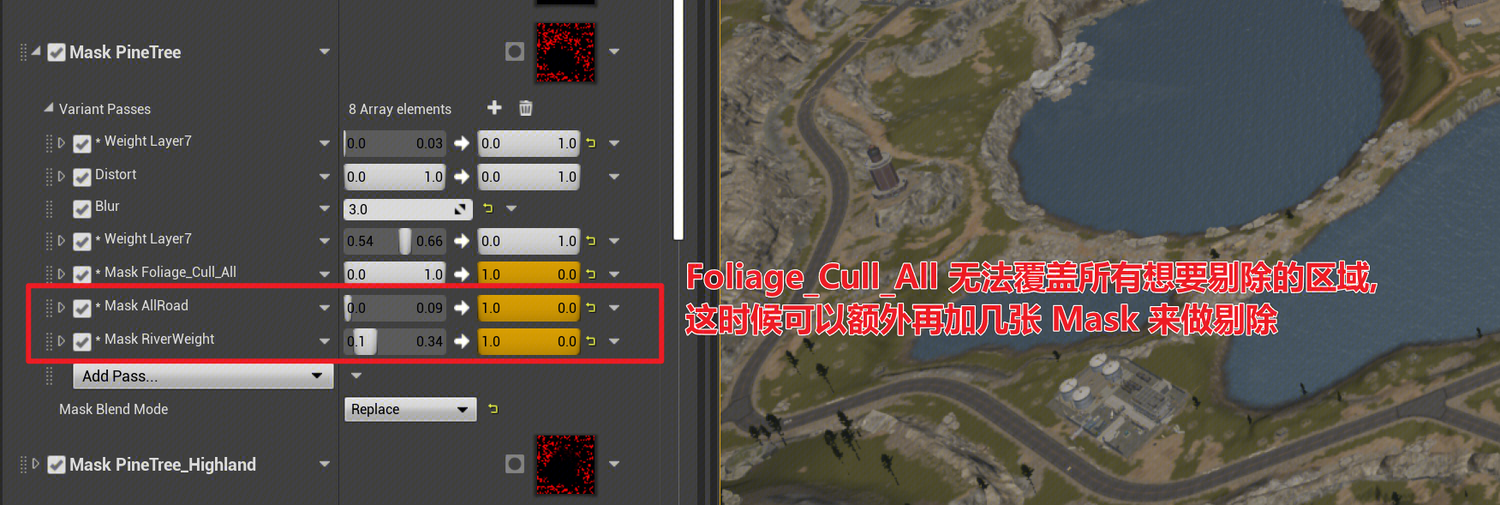 Mask PineTree
Variant Passes 8 Array elements
* Weight Layer7 0.0 0.03 0.0 1.0
Distort 0.0 1.0 0.0 1.0
Blur 3.0
* Weight Layer7 0.54 0.66 0.0 1.0
* Mask Foliage_Cull_All 0.0 1.0 1.0 0.0
* Mask AllRoad 0.0 0.09 1.0 0.0
* Mask RiverWeight 0.1 0.34 1.0 0.0
Add Pass...
Mask Blend Mode Replace
Mask PineTree_Highland
Foliage_Cull_All 无法覆盖所有想要剔除的区域,
这时候可以额外再加几张 Mask 来做剔除